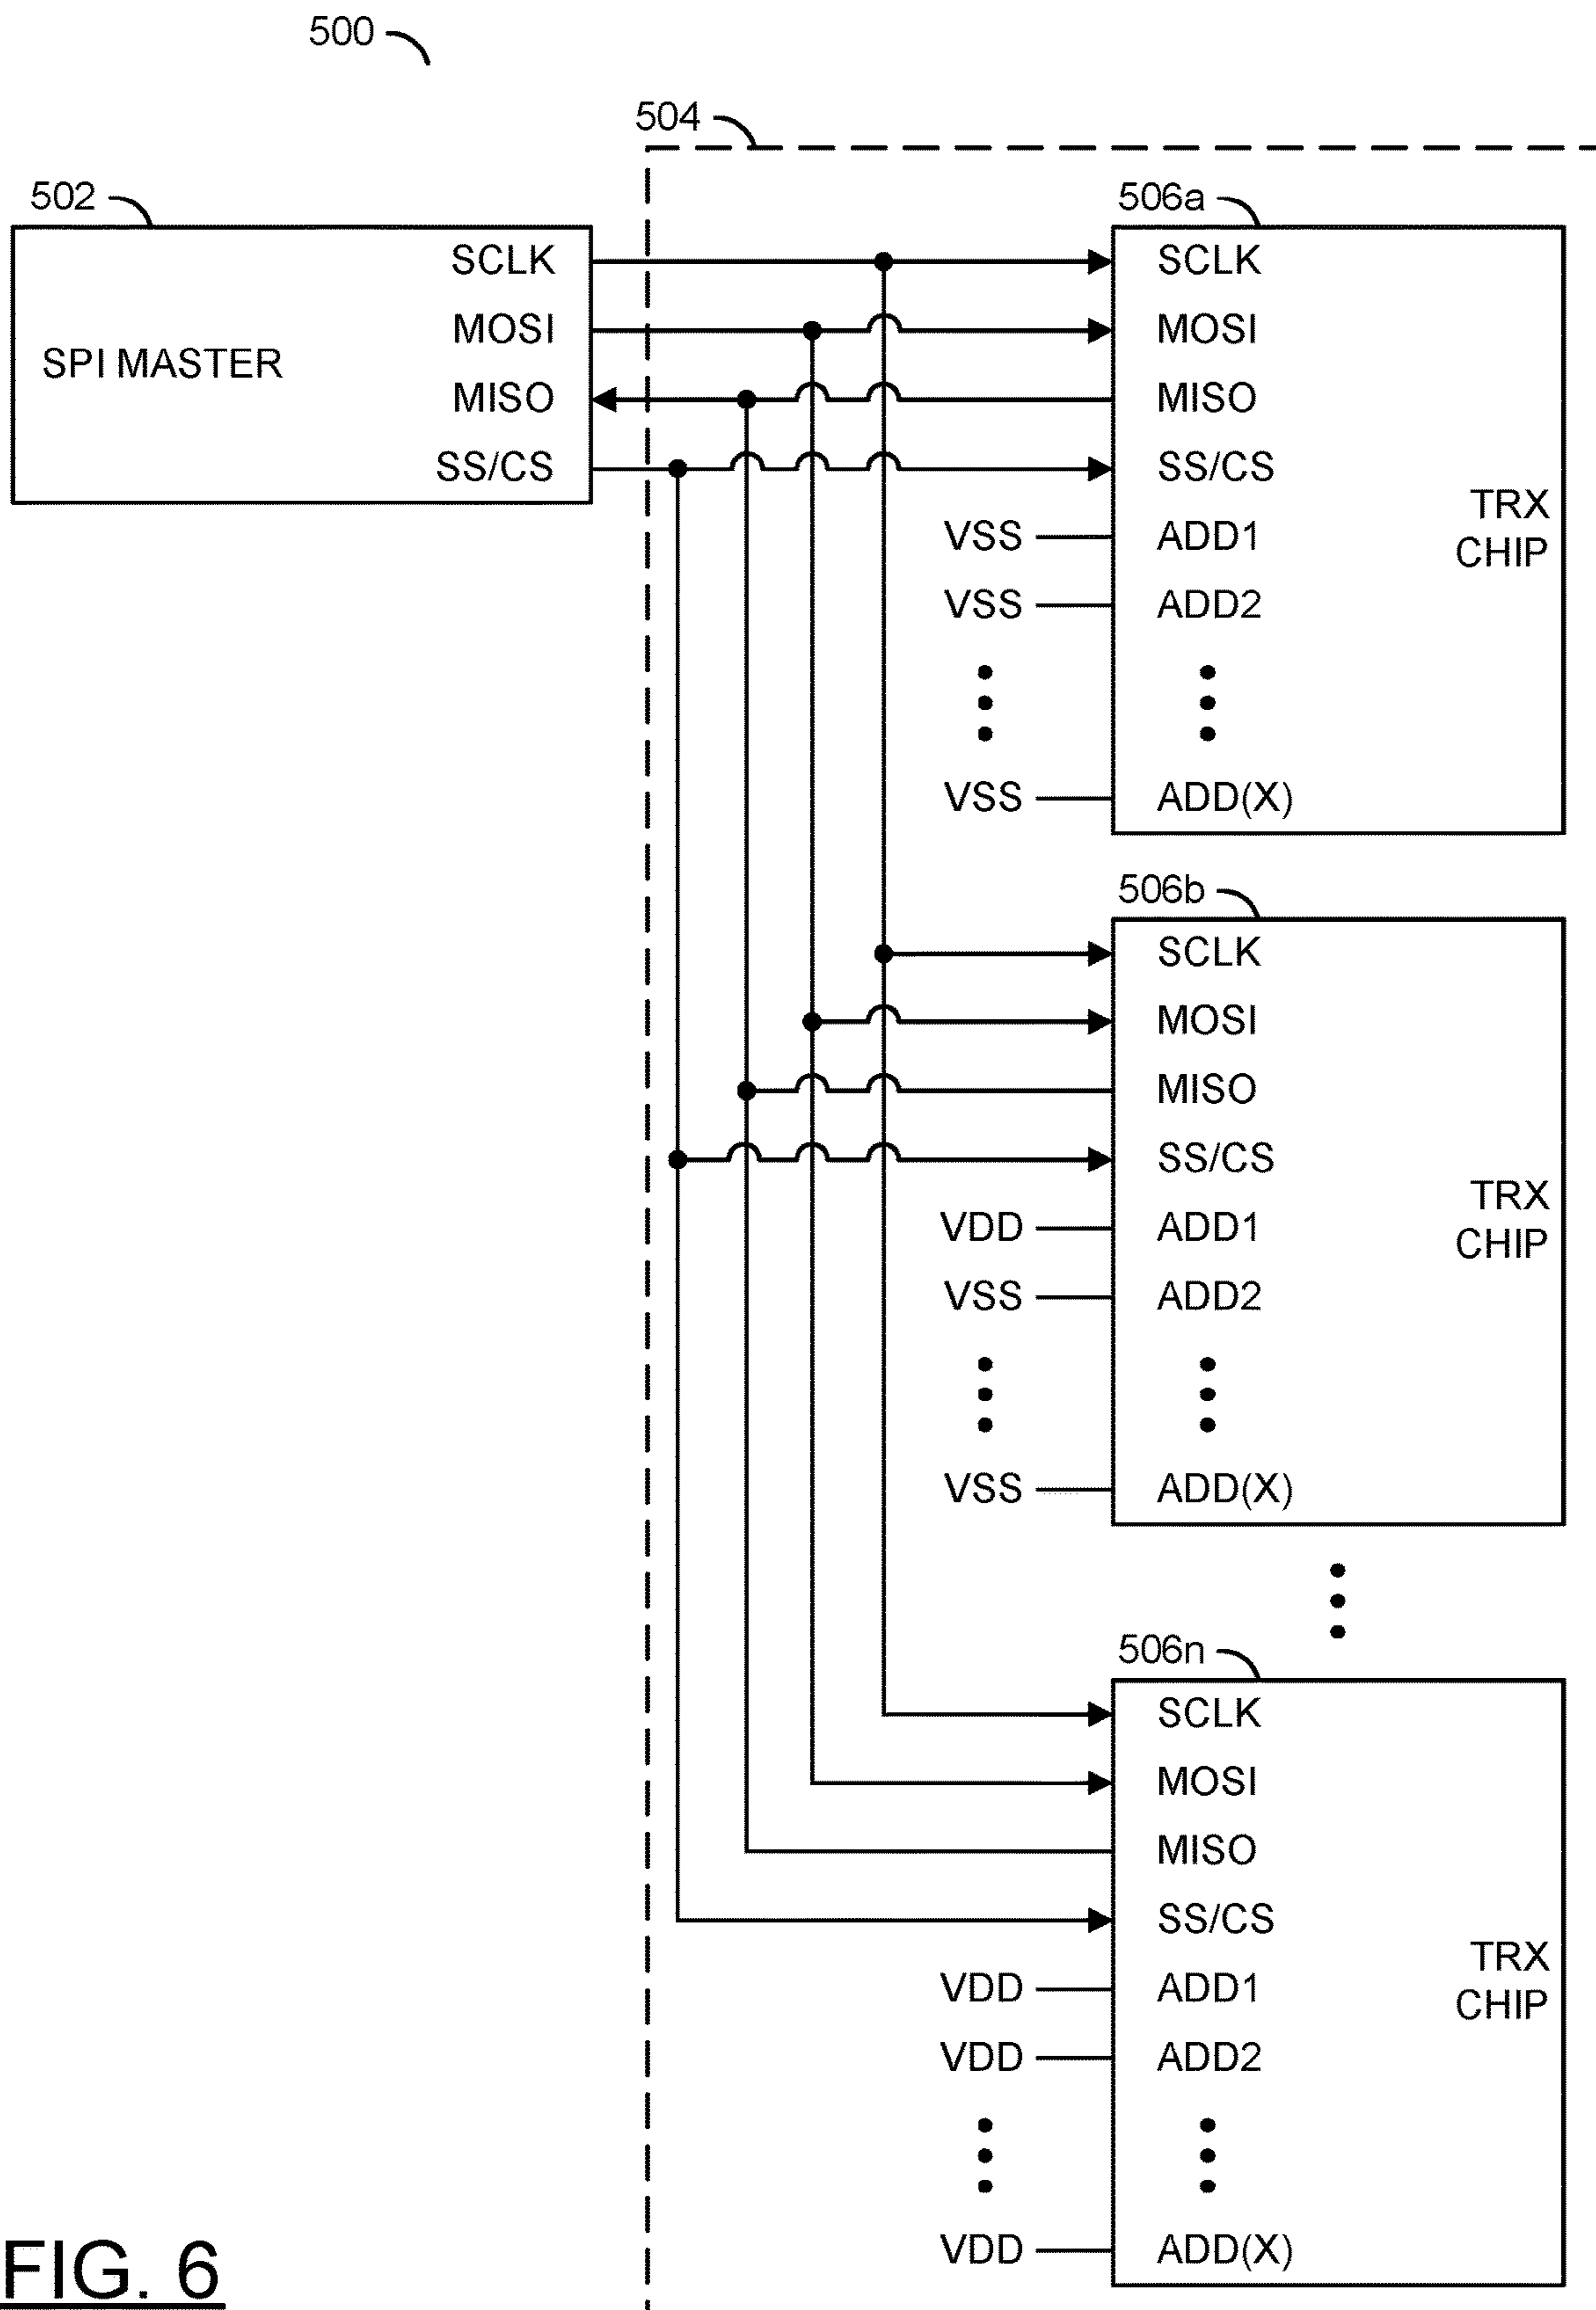 500
504
502
506a
SPI MASTER
SCLK
MOSI
MISO
SS/CS
SCLK
MOSI
MISO
SS/CS
VSS ADD1
VSS ADD2
VSS ADD(X)
TRX
CHIP
506b
SCLK
MOSI
MISO
SS/CS
VDD ADD1
VSS ADD2
VSS ADD(X)
TRX
CHIP
506n
SCLK
MOSI
MISO
SS/CS
VDD ADD1
VDD ADD2
VDD ADD(X)
TRX
CHIP
FIG. 6